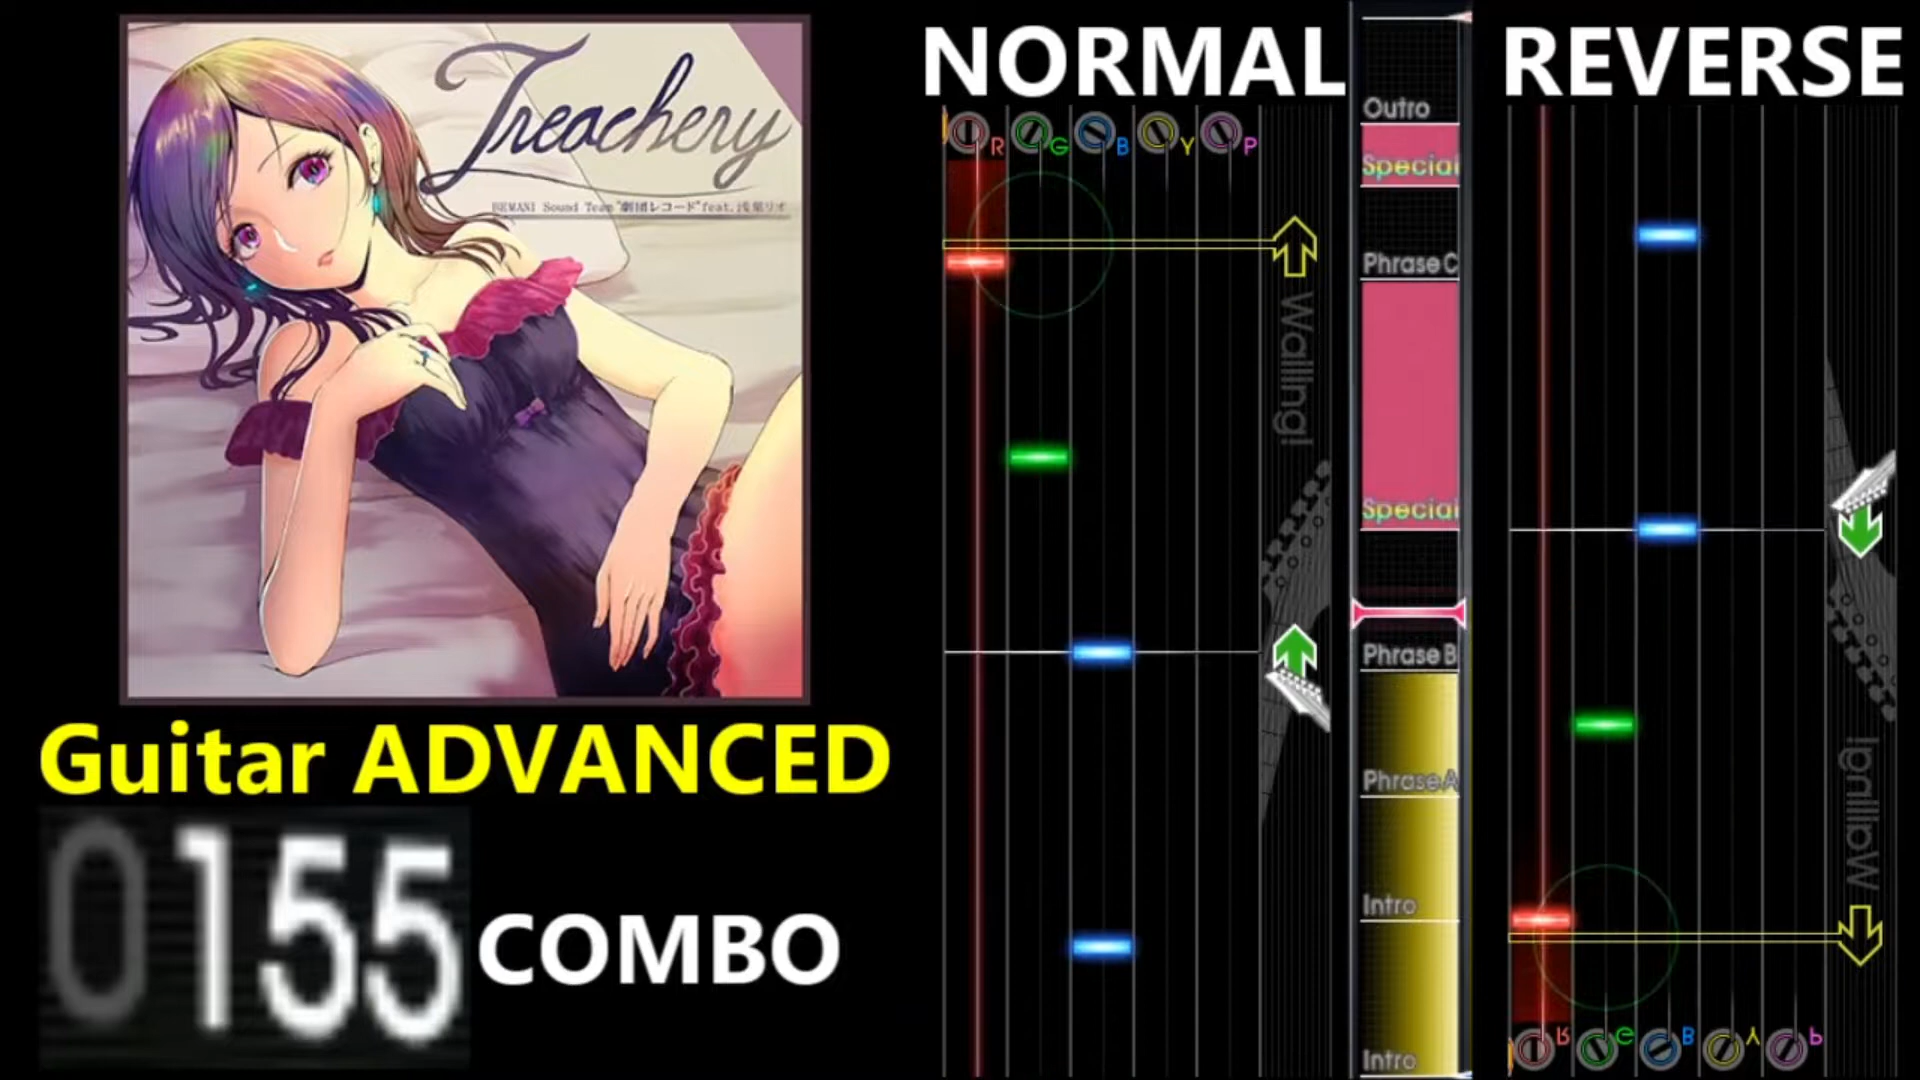 Treachery
BEMANI Sound Team "劇団レコード" feat. 浅葉リオ
Guitar ADVANCED
0155 COMBO
NORMAL
R G B Y P
Wailing!
Outro
Special
Phrase C
Special
Phrase B
Phrase A
Intro
Intro
REVERSE
Wailing!
R G B Y P